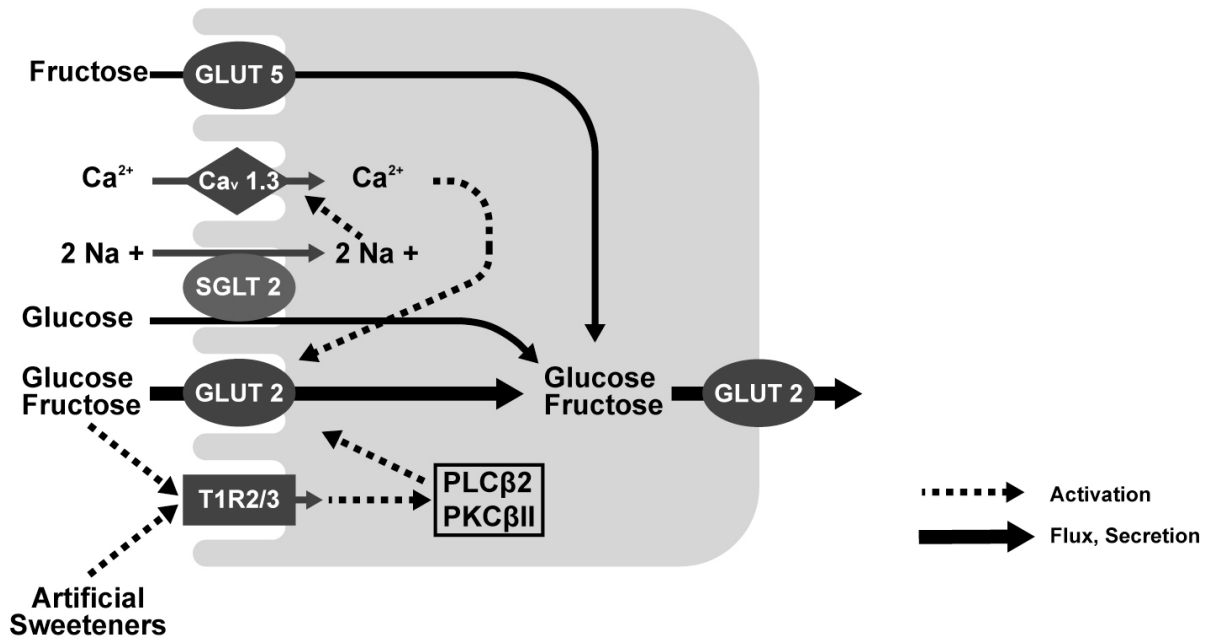 Fructose
GLUT 5
Ca²⁺
Caᵥ 1.3
Ca²⁺
2 Na +
2 Na +
SGLT 2
Glucose
Glucose
Fructose
GLUT 2
Glucose
Fructose
GLUT 2
T1R2/3
PLCβ2
PKCβII
Activation
Flux, Secretion
Artificial
Sweeteners